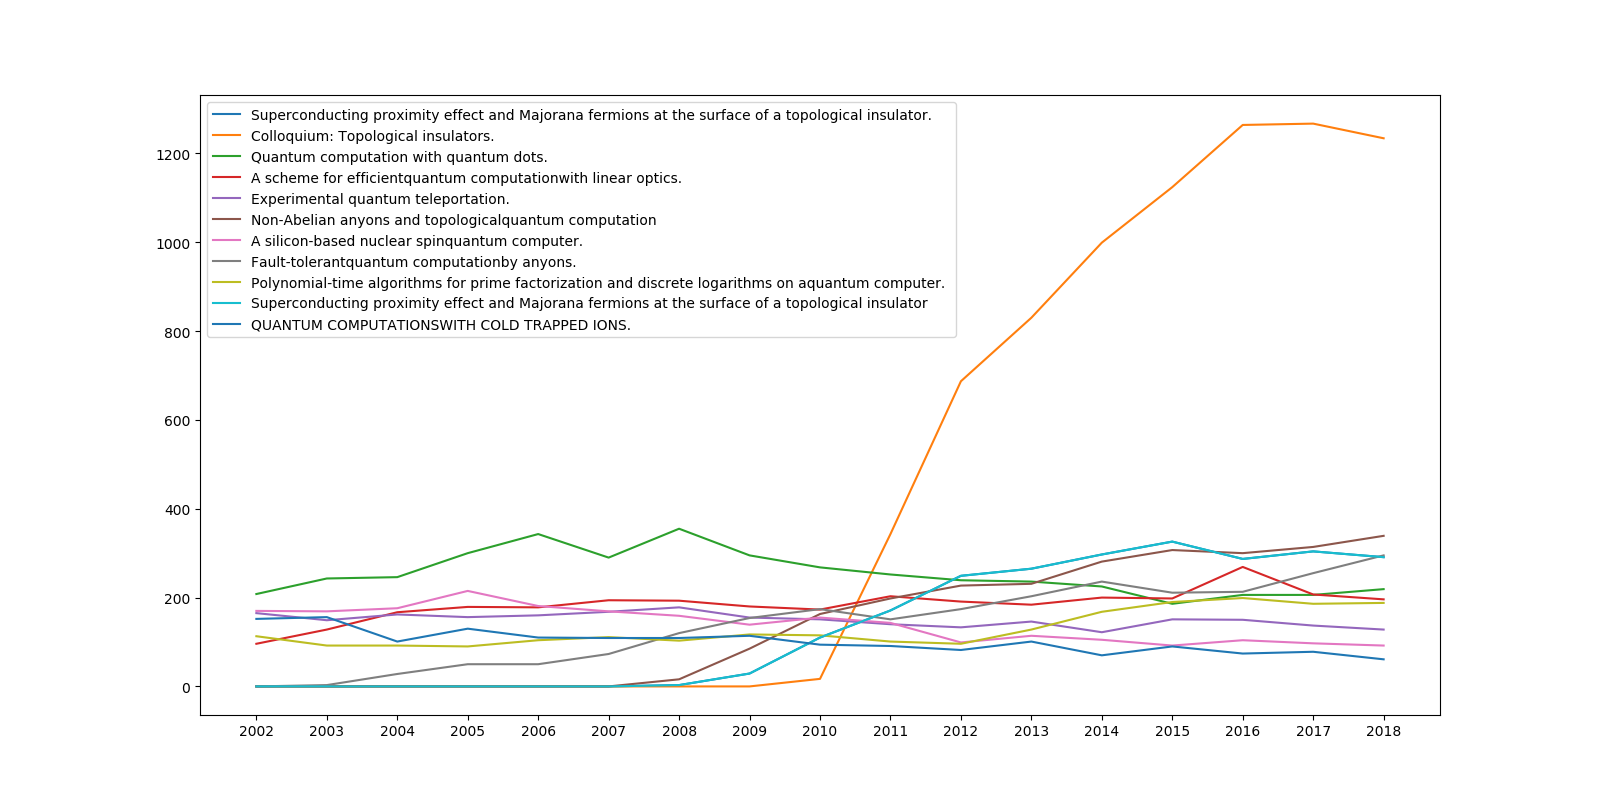 Superconducting proximity effect and Majorana fermions at the surface of a topological insulator.
Colloquium: Topological insulators.
Quantum computation with quantum dots.
A scheme for efficientquantum computationwith linear optics.
Experimental quantum teleportation.
Non-Abelian anyons and topologicalquantum computation
A silicon-based nuclear spinquantum computer.
Fault-tolerantquantum computationby anyons.
Polynomial-time algorithms for prime factorization and discrete logarithms on aquantum computer.
Superconducting proximity effect and Majorana fermions at the surface of a topological insulator
QUANTUM COMPUTATIONSWITH COLD TRAPPED IONS.
1200
1000
800
600
400
200
0
2002 2003 2004 2005 2006 2007 2008 2009 2010 2011 2012 2013 2014 2015 2016 2017 2018